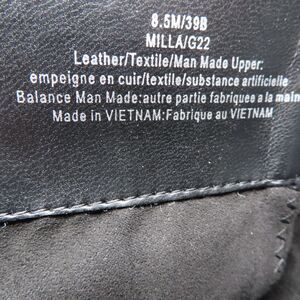 8.5M/39B
MILLA/G22
Leather/Textile/Man Made Upper:
empeigne en cuir/textile/substance artificielle
Balance Man Made:autre partie fabriquee a la main
Made in VIETNAM:Fabrique au VIETNAM